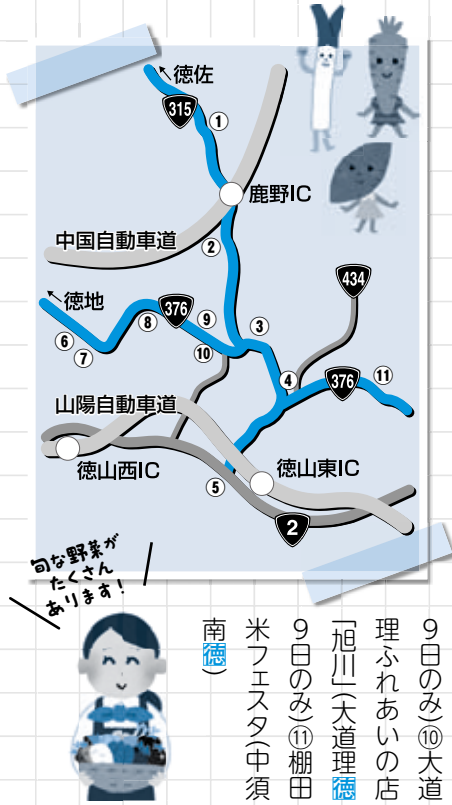 徳佐
315
①
鹿野IC
中国自動車道
②
434
徳地
376
⑧
⑨
③
⑥
⑦
⑩
④
376
⑪
山陽自動車道
徳山西IC
徳山東IC
⑤
2
旬な野菜が
たくさん
あります!
9日のみ)⑩大道
理ふれあいの店
「旭川」(大道理徳
9日のみ)⑪棚田
米フェスタ(中須
南徳)